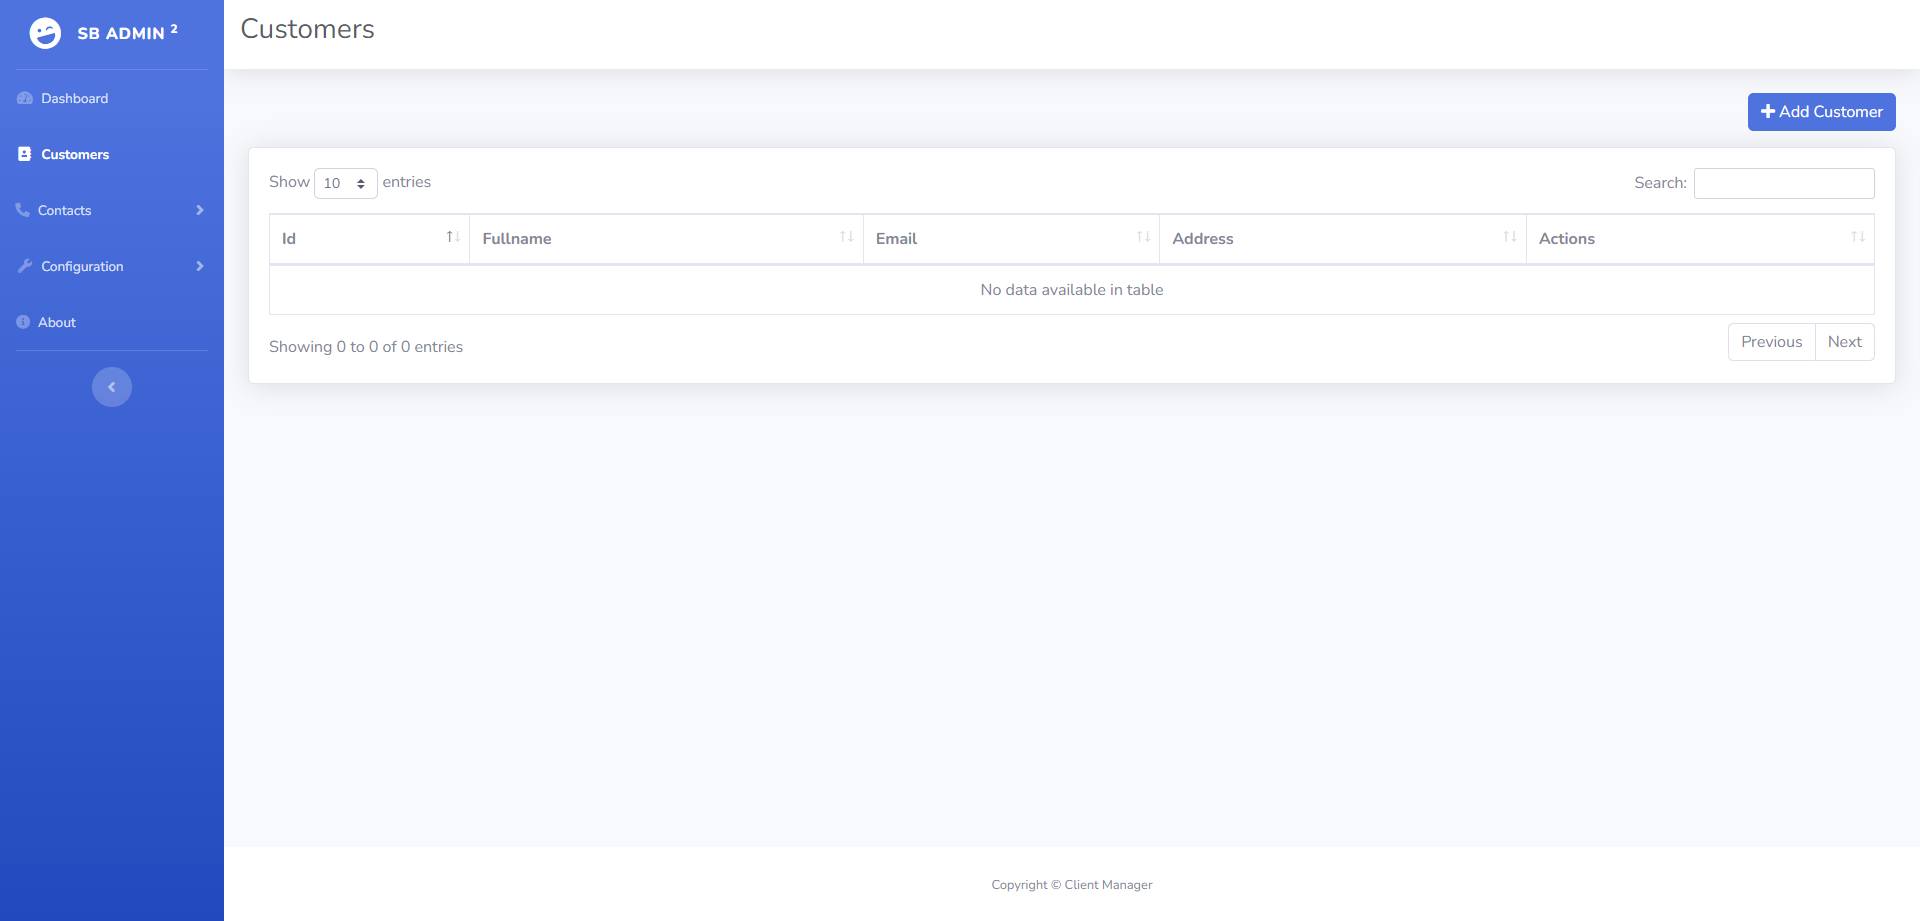 SB ADMIN 2
Customers
Dashboard
Customers
Contacts
Configuration
About
+ Add Customer
Show 10 entries
Search:
Id Fullname Email Address Actions
No data available in table
Showing 0 to 0 of 0 entries
Previous Next
Copyright © Client Manager